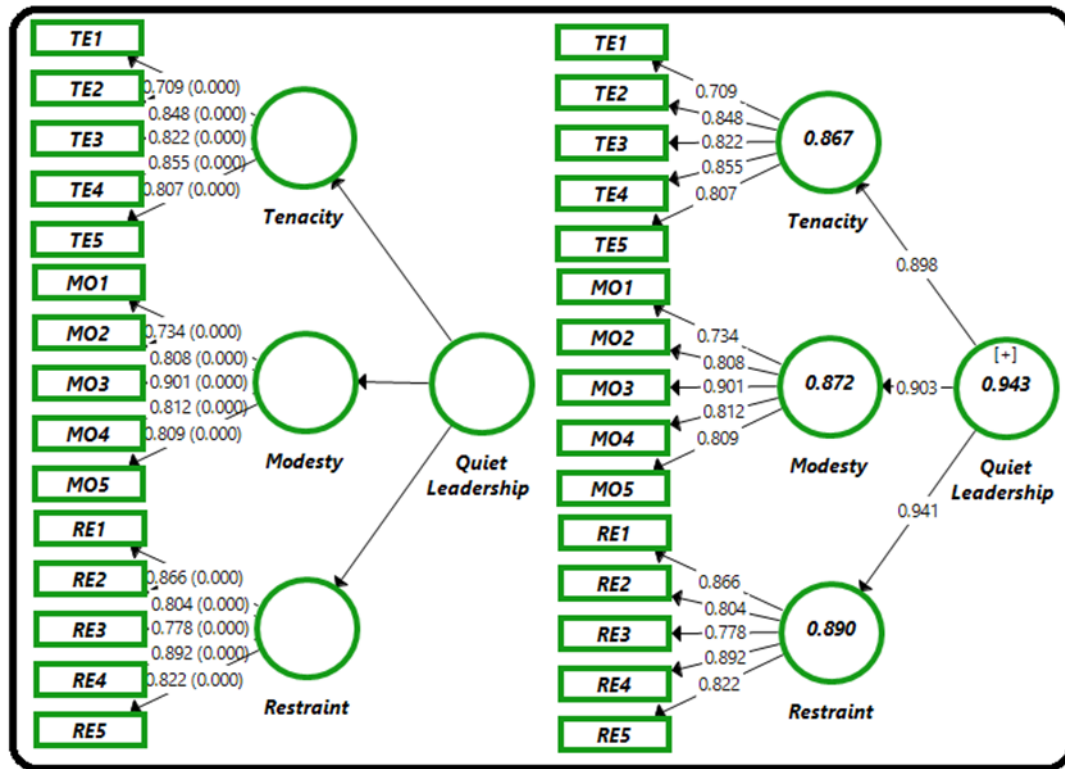 TE1
TE2
TE3
TE4
TE5
0.709 (0.000)
0.848 (0.000)
0.822 (0.000)
0.855 (0.000)
0.807 (0.000)
Tenacity
MO1
MO2
MO3
MO4
MO5
0.734 (0.000)
0.808 (0.000)
0.901 (0.000)
0.812 (0.000)
0.809 (0.000)
Modesty
Quiet
Leadership
RE1
RE2
RE3
RE4
RE5
0.866 (0.000)
0.804 (0.000)
0.778 (0.000)
0.892 (0.000)
0.822 (0.000)
Restraint
TE1
TE2
TE3
TE4
TE5
0.709
0.848
0.822
0.855
0.807
0.867
Tenacity
0.898
MO1
MO2
MO3
MO4
MO5
0.734
0.808
0.901
0.812
0.809
0.872
Modesty
0.903
[+]
0.943
Quiet
Leadership
0.941
RE1
RE2
RE3
RE4
RE5
0.866
0.804
0.778
0.892
0.822
0.890
Restraint